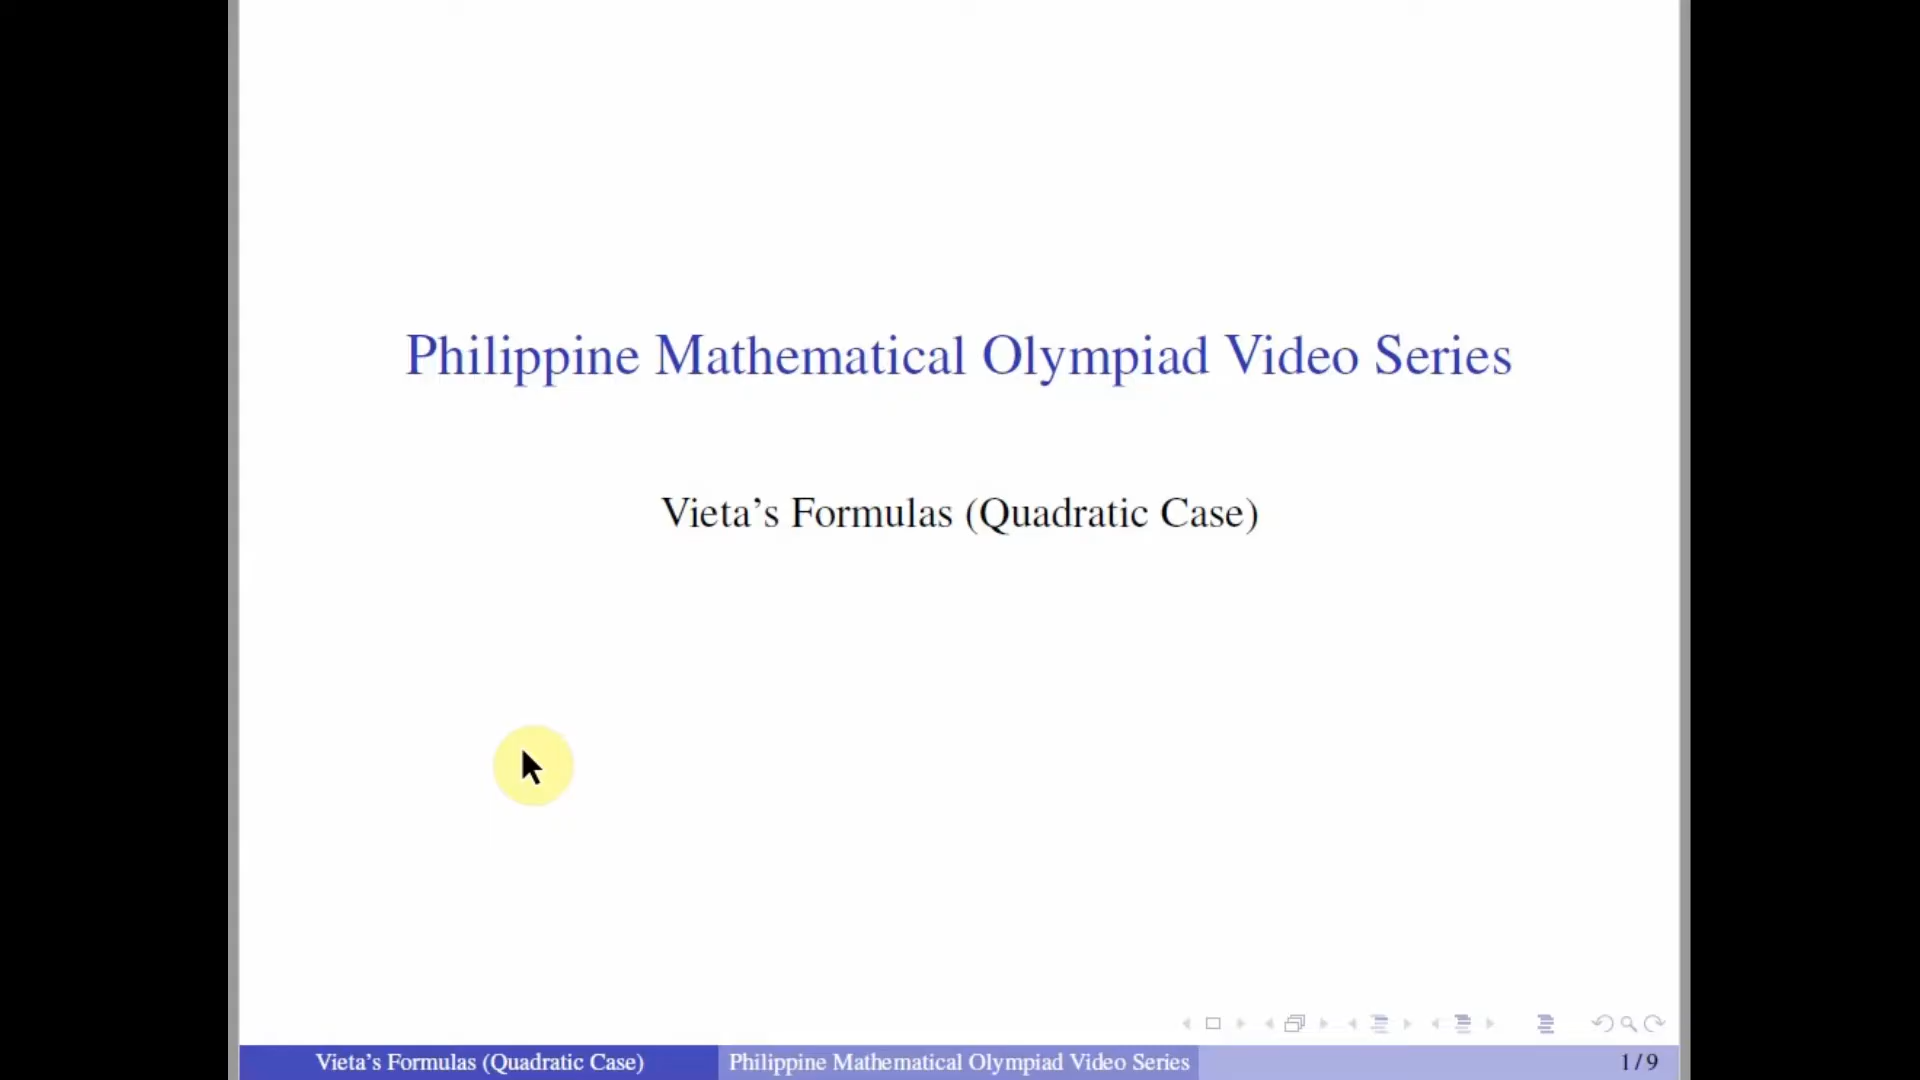 Philippine Mathematical Olympiad Video Series
Vieta's Formulas (Quadratic Case)
Vieta's Formulas (Quadratic Case)
Philippine Mathematical Olympiad Video Series
1 / 9